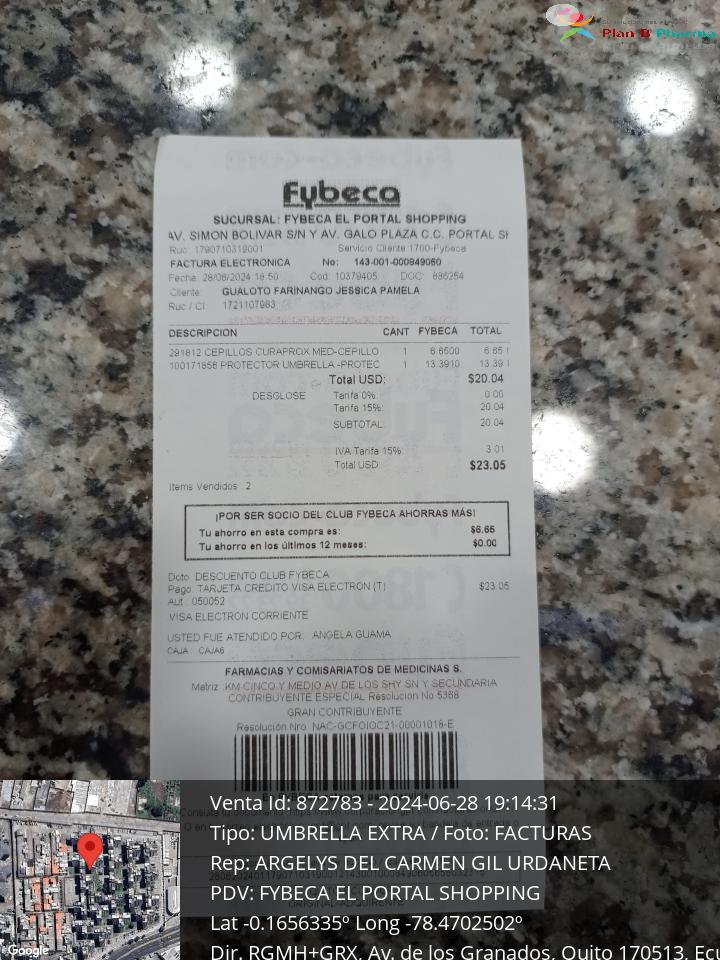 Plan B Pharma
Fybeca
SUCURSAL: FYBECA EL PORTAL SHOPPING
AV. SIMON BOLIVAR S/N Y AV. GALO PLAZA C.C. PORTAL SH
Ruc: 1790710319001 Servicio Cliente 1700-Fybeca
FACTURA ELECTRONICA No: 143-001-000849060
Fecha: 28/06/2024 18:50 Cod: 10379405 DOC: 886254
Cliente: GUALOTO FARINANGO JESSICA PAMELA
Ruc / CI: 1721107963
DESCRIPCION CANT FYBECA TOTAL
291812 CEPILLOS CURAPROX MED-CEPILLO 1 6.6500 6.65 I
100171656 PROTECTOR UMBRELLA -PROTEC 1 13.3910 13.39 I
Total USD: $20.04
DESGLOSE Tarifa 0%: 0.00
Tarifa 15%: 20.04
SUBTOTAL: 20.04
IVA Tarifa 15%: 3.01
Total USD: $23.05
Items Vendidos 2
¡POR SER SOCIO DEL CLUB FYBECA AHORRAS MÁS!
Tu ahorro en esta compra es: $6.65
Tu ahorro en los últimos 12 meses: $0.00
Dcto DESCUENTO CLUB FYBECA
Pago: TARJETA CREDITO VISA ELECTRON (T) $23.05
Aut : 050052
VISA ELECTRON CORRIENTE
USTED FUE ATENDIDO POR: ANGELA GUAMA
CAJA : CAJA6
FARMACIAS Y COMISARIATOS DE MEDICINAS S.
Matriz :KM CINCO Y MEDIO AV DE LOS SHY SN Y SECUNDARIA
CONTRIBUYENTE ESPECIAL Resolución No 5368
GRAN CONTRIBUYENTE
Resolución Nro. NAC-GCFOIOC21-00001018-E
Venta Id: 872783 - 2024-06-28 19:14:31
Tipo: UMBRELLA EXTRA / Foto: FACTURAS
Rep: ARGELYS DEL CARMEN GIL URDANETA
PDV: FYBECA EL PORTAL SHOPPING
Lat -0.1656335º Long -78.4702502º
Dir. RGMH+GRX, Av. de los Granados, Quito 170513, Ecu
Google